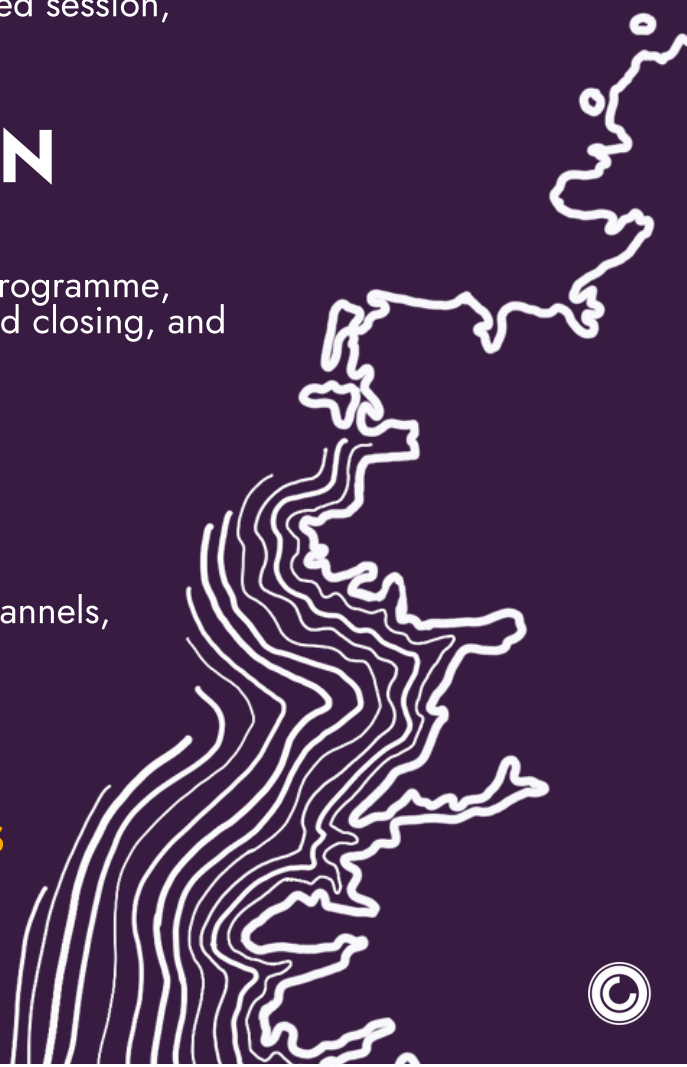 ed session,
N
rogramme,
d closing, and
annels,
s